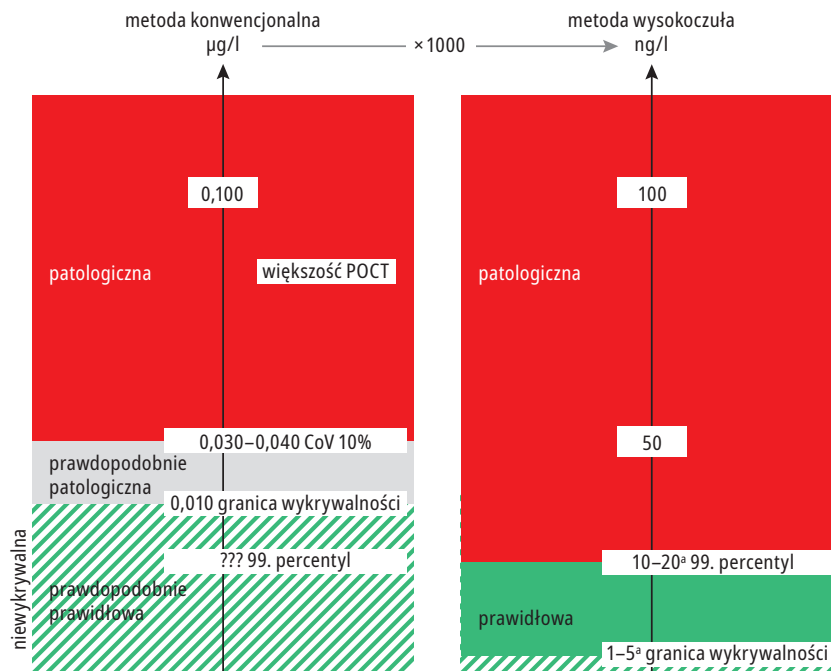 metoda konwencjonalna
µg/l
×1000
metoda wysokoczuła
ng/l
0,100
patologiczna
większość POCT
0,030–0,040 CoV 10%
prawdopodobnie
patologiczna
0,010 granica wykrywalności
??? 99. percentyl
prawdopodobnie
prawidłowa
niewykrywalna
100
patologiczna
50
10–20ᵃ 99. percentyl
prawidłowa
1–5ᵃ granica wykrywalności